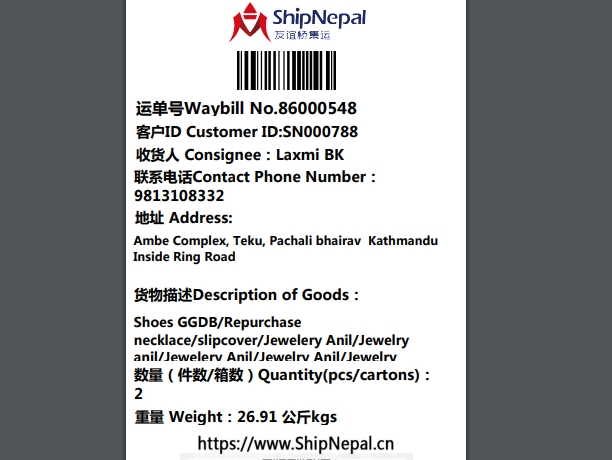 ShipNepal
友谊桥集运
运单号Waybill No.86000548
客户ID Customer ID:SN000788
收货人 Consignee：Laxmi BK
联系电话Contact Phone Number：
9813108332
地址 Address:
Ambe Complex, Teku, Pachali bhairav  Kathmandu
Inside Ring Road
货物描述Description of Goods：
Shoes GGDB/Repurchase
necklace/slipcover/Jewelery Anil/Jewelry
anil/Jewelery Anil/Jewelry Anil/Jewelry
数量（件数/箱数）Quantity(pcs/cartons)：
2
重量 Weight：26.91 公斤kgs
https://www.ShipNepal.cn